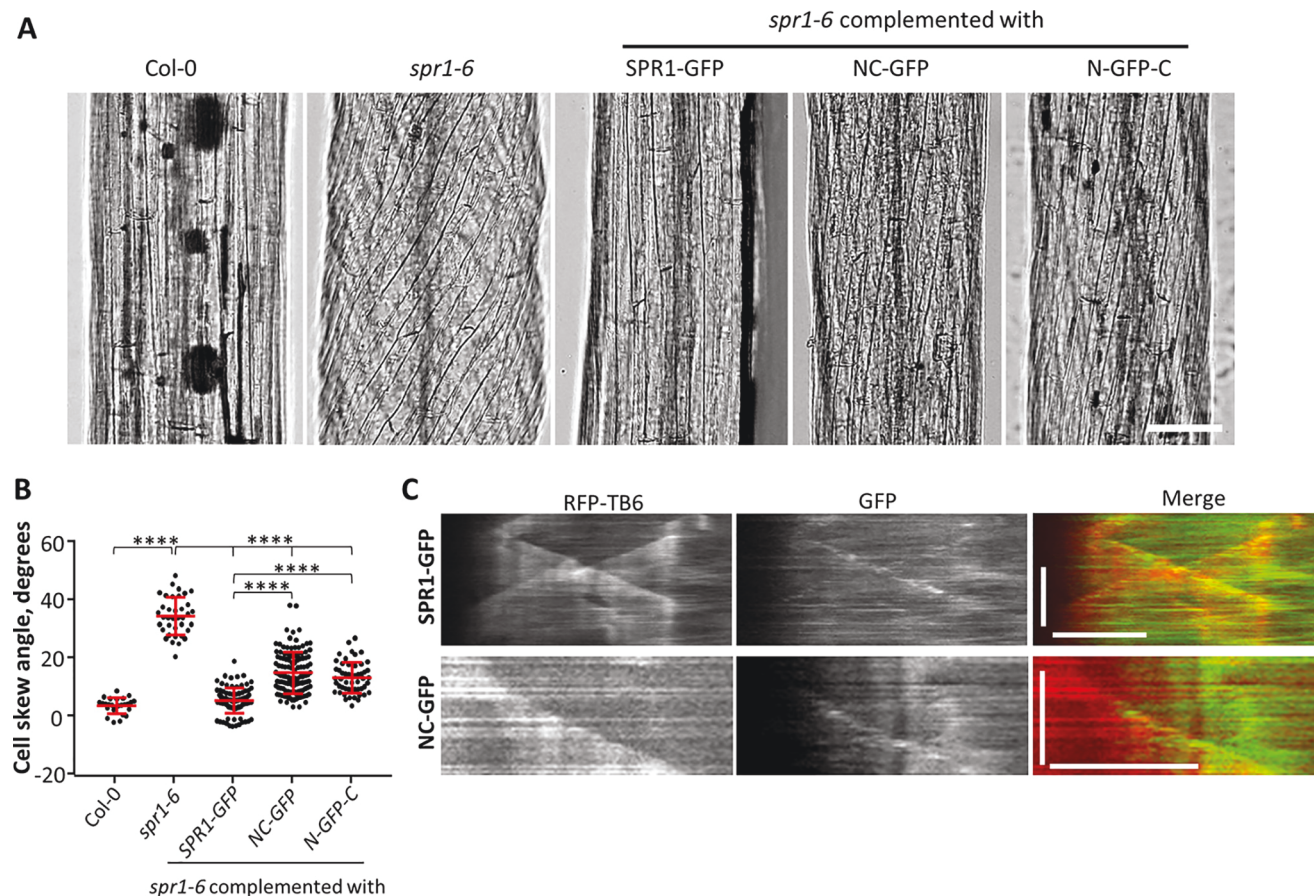 A
spr1-6 complemented with
Col-0 spr1-6 SPR1-GFP NC-GFP N-GFP-C
B
Cell skew angle, degrees
60
40
20
0
-20
**** ****
****
****
Col-0 spr1-6 SPR1-GFP NC-GFP N-GFP-C
spr1-6 complemented with
C
RFP-TB6 GFP Merge
SPR1-GFP
NC-GFP